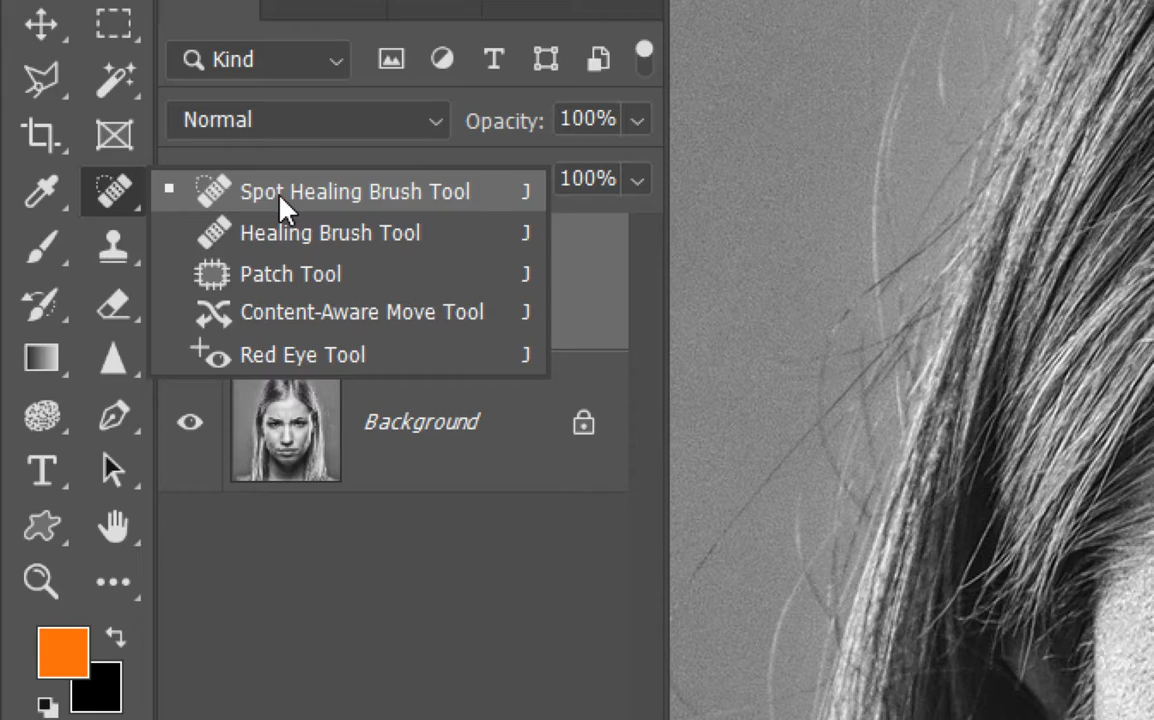 Kind
Normal
Opacity: 100%
100%
Spot Healing Brush Tool J
Healing Brush Tool J
Patch Tool J
Content-Aware Move Tool J
Red Eye Tool J
Background